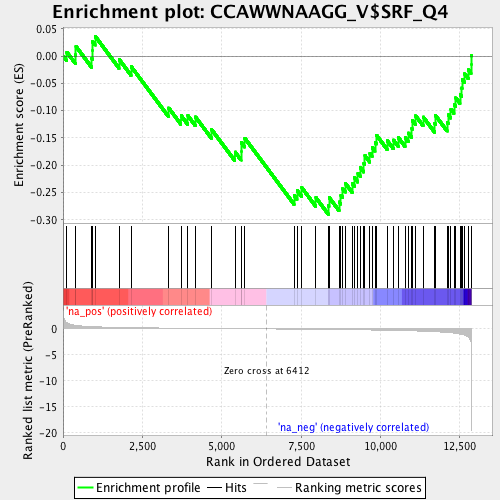 Enrichment plot: CCAWWNAAGG_V$SRF_Q4
Enrichment score (ES)
0.05
0.00
-0.05
-0.10
-0.15
-0.20
-0.25
-0.30
Ranked list metric (PreRanked)
'na_pos' (positively correlated)
0
-5
-10
-15
-20
Zero cross at 6412
'na_neg' (negatively correlated)
0
2,500
5,000
7,500
10,000
12,500
Rank in Ordered Dataset
Enrichment profile
Hits
Ranking metric scores